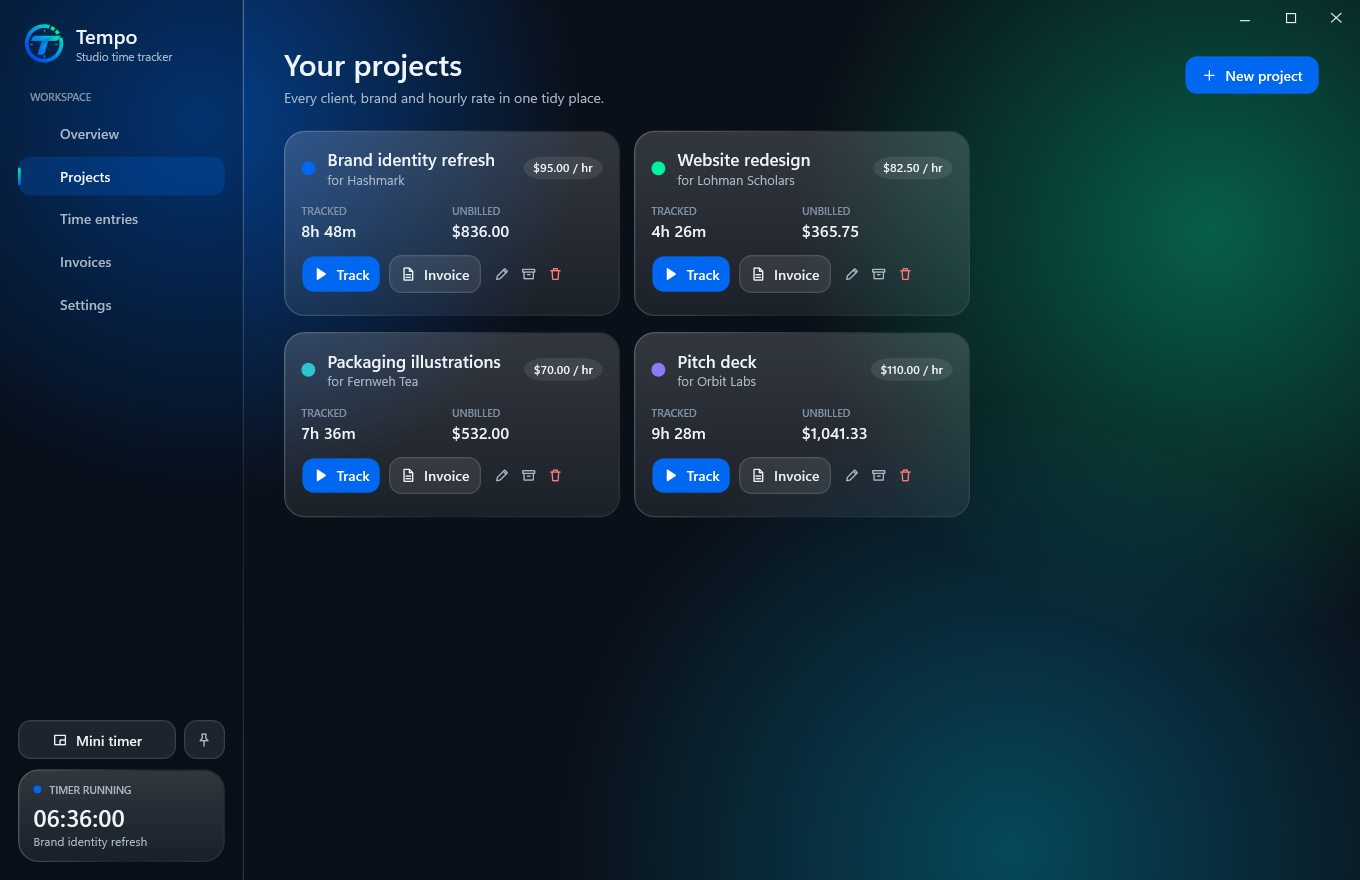 Tempo
Studio time tracker
WORKSPACE
Overview
Projects
Time entries
Invoices
Settings
Mini timer
TIMER RUNNING
06:36:00
Brand identity refresh
Your projects
Every client, brand and hourly rate in one tidy place.
+ New project
Brand identity refresh
for Hashmark
$95.00 / hr
TRACKED UNBILLED
8h 48m $836.00
Track Invoice
Website redesign
for Lohman Scholars
$82.50 / hr
TRACKED UNBILLED
4h 26m $365.75
Track Invoice
Packaging illustrations
for Fernweh Tea
$70.00 / hr
TRACKED UNBILLED
7h 36m $532.00
Track Invoice
Pitch deck
for Orbit Labs
$110.00 / hr
TRACKED UNBILLED
9h 28m $1,041.33
Track Invoice